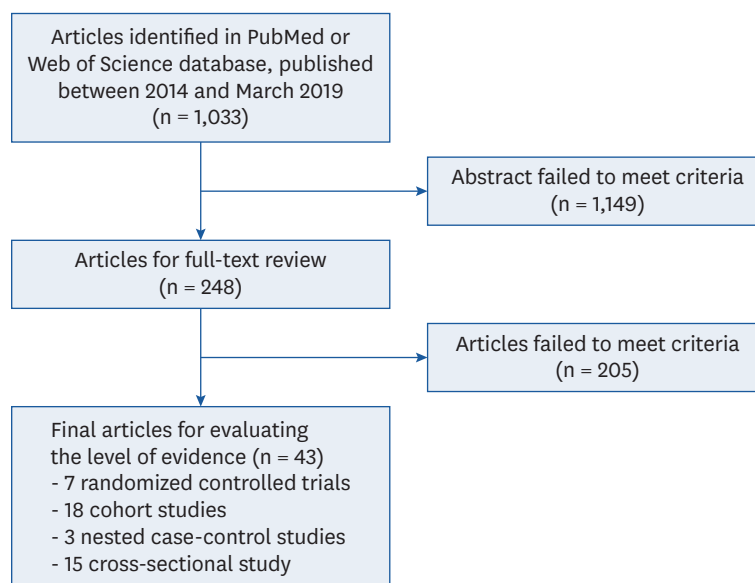 Articles identified in PubMed or
Web of Science database, published
between 2014 and March 2019
(n = 1,033)
Abstract failed to meet criteria
(n = 1,149)
Articles for full-text review
(n = 248)
Articles failed to meet criteria
(n = 205)
Final articles for evaluating
the level of evidence (n = 43)
- 7 randomized controlled trials
- 18 cohort studies
- 3 nested case-control studies
- 15 cross-sectional study